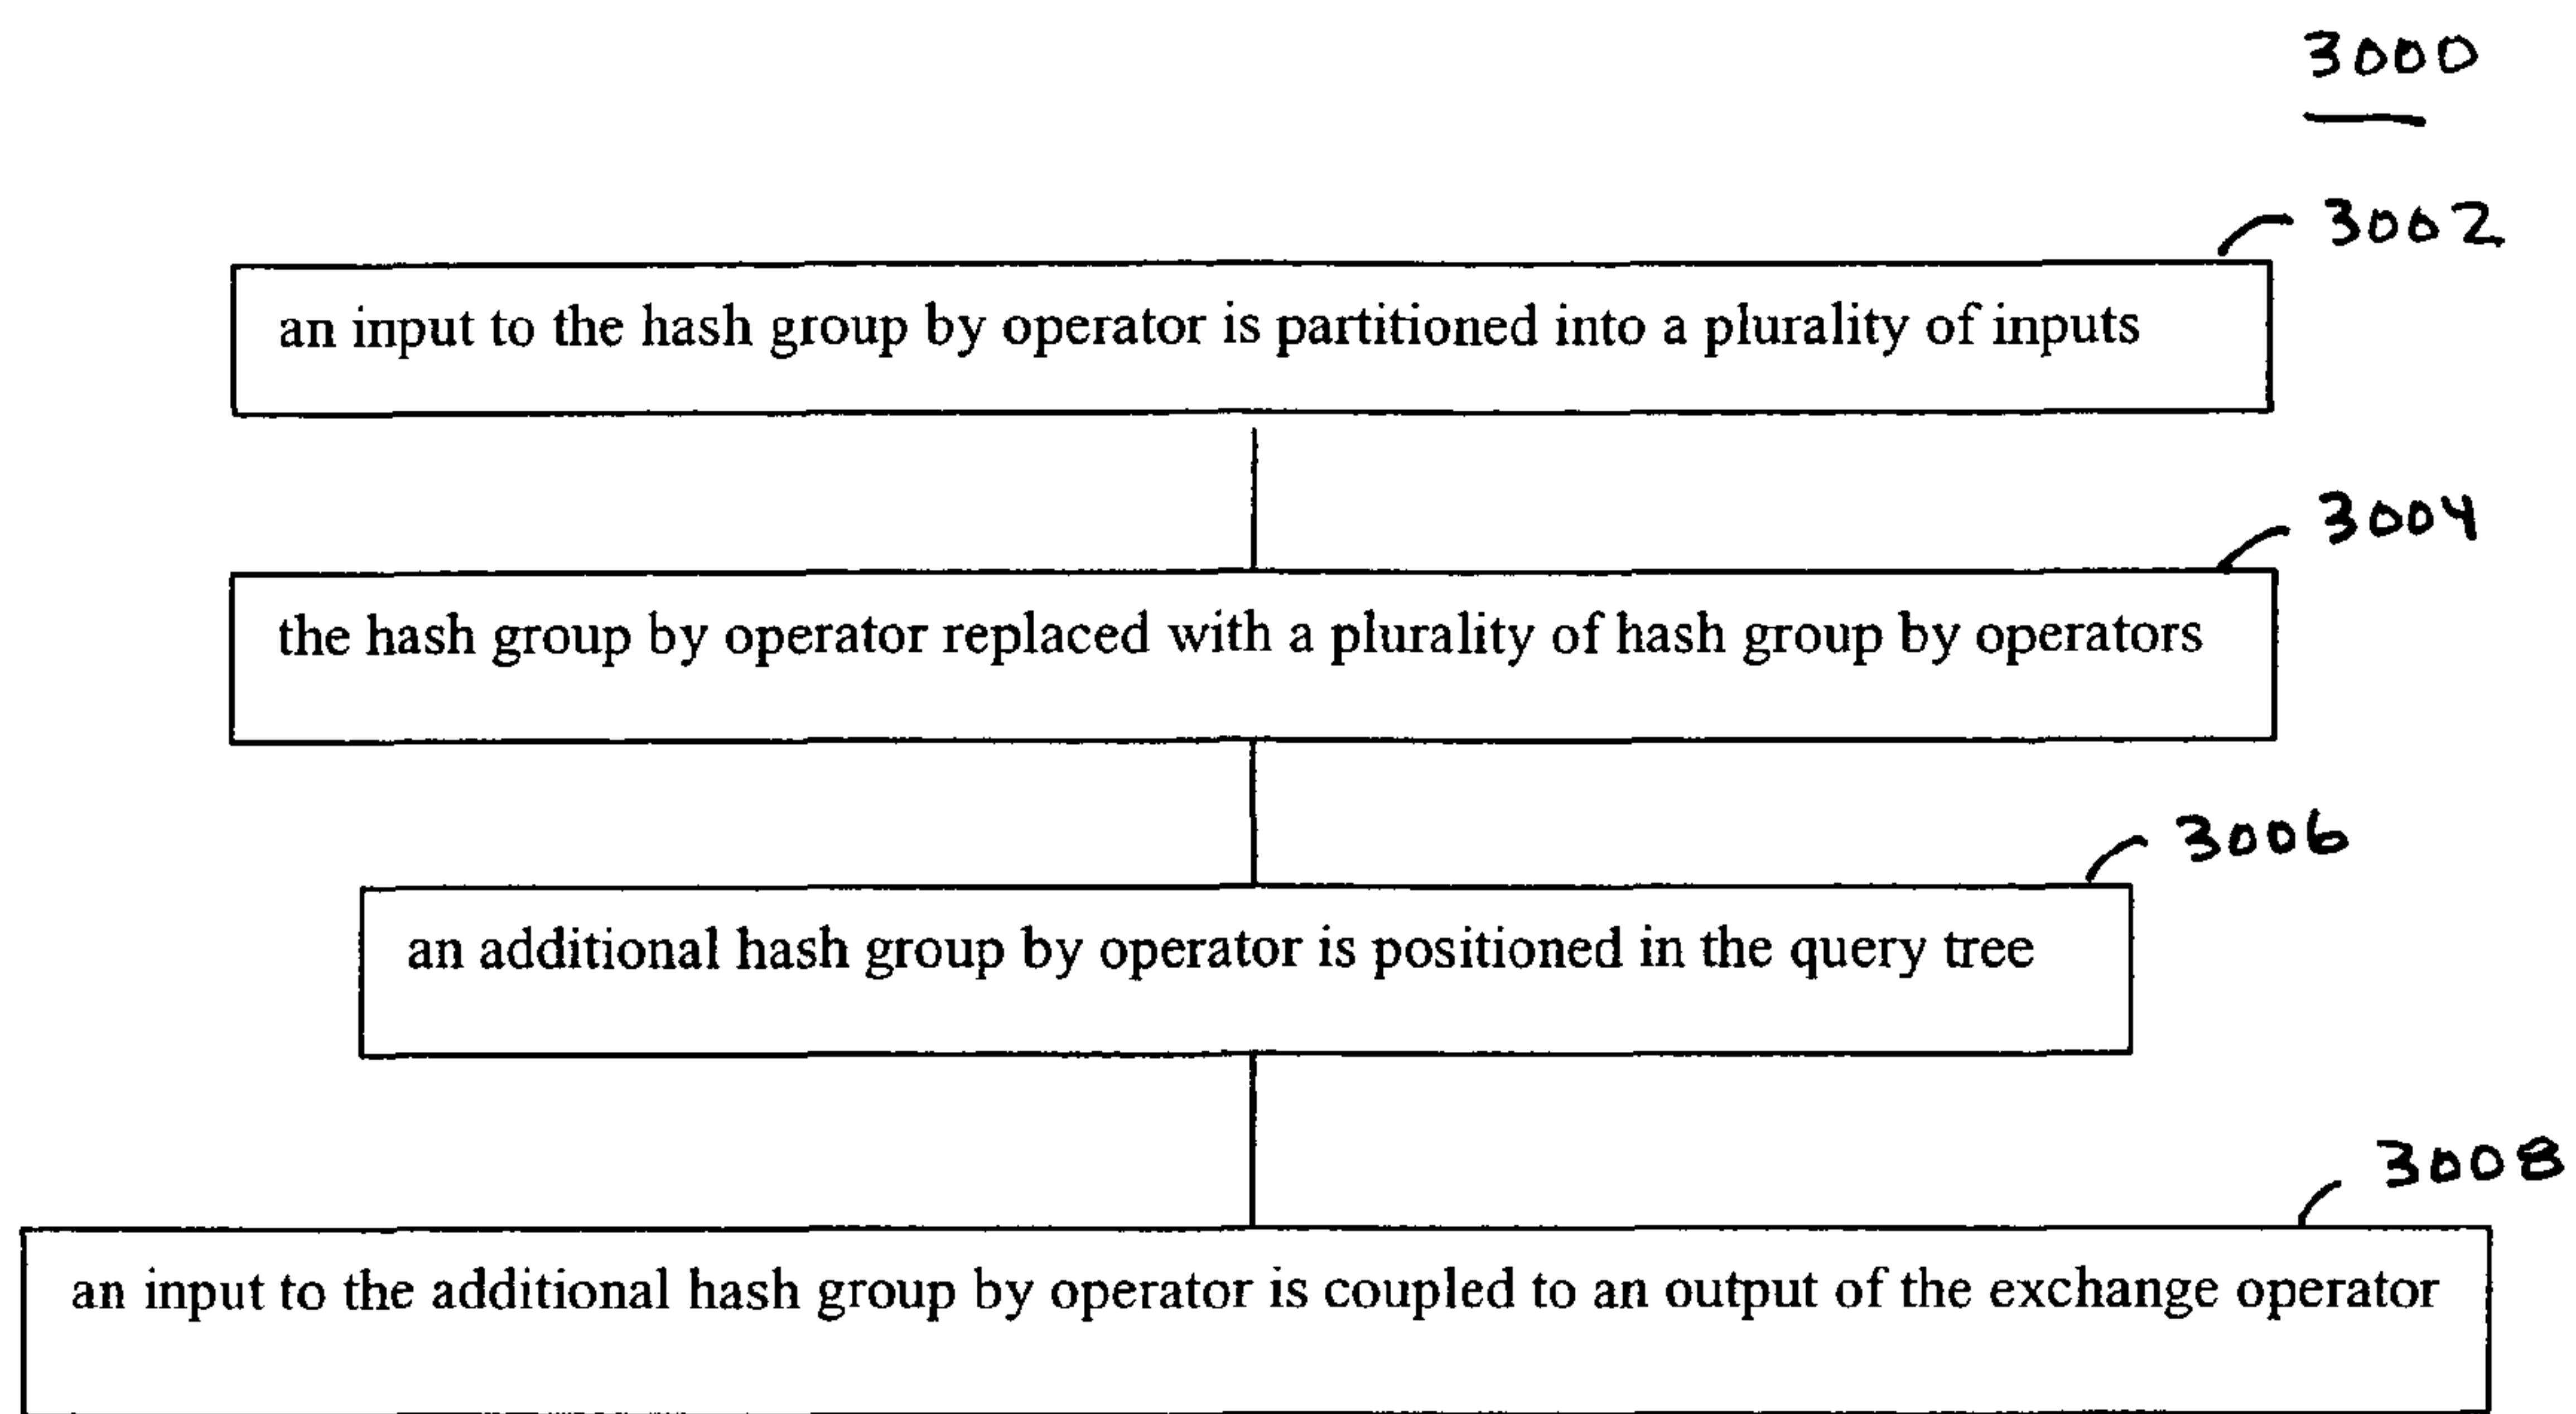 3000
3002
an input to the hash group by operator is partitioned into a plurality of inputs
3004
the hash group by operator replaced with a plurality of hash group by operators
3006
an additional hash group by operator is positioned in the query tree
3008
an input to the additional hash group by operator is coupled to an output of the exchange operator